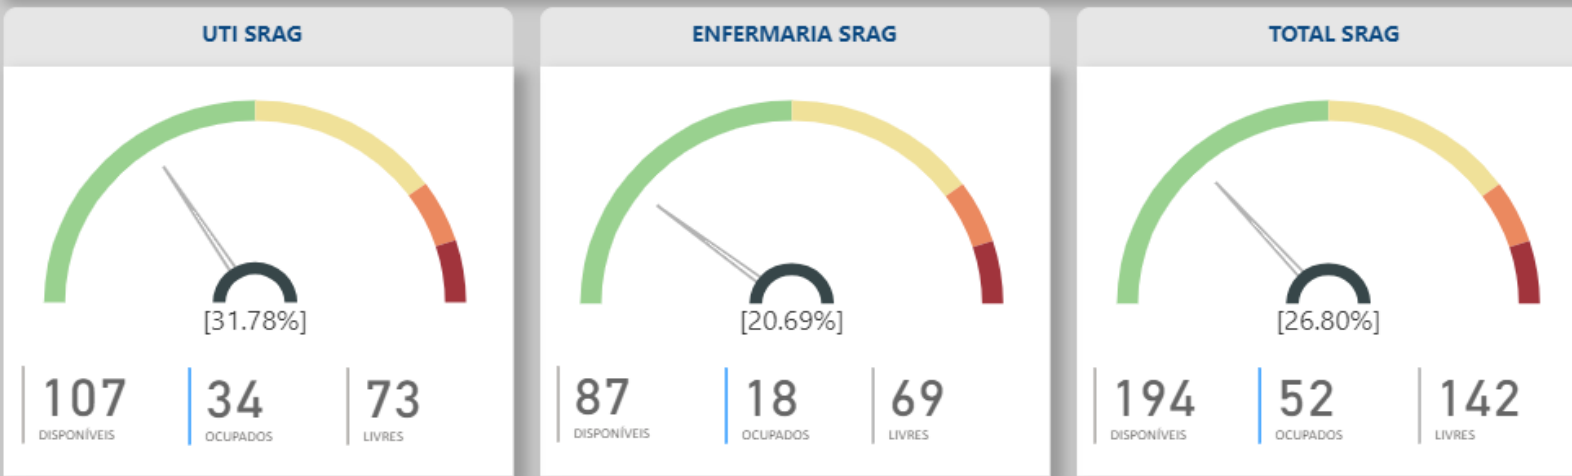 UTI SRAG
[31.78%]
107
DISPONÍVEIS
34
OCUPADOS
73
LIVRES
ENFERMARIA SRAG
[20.69%]
87
DISPONÍVEIS
18
OCUPADOS
69
LIVRES
TOTAL SRAG
[26.80%]
194
DISPONÍVEIS
52
OCUPADOS
142
LIVRES